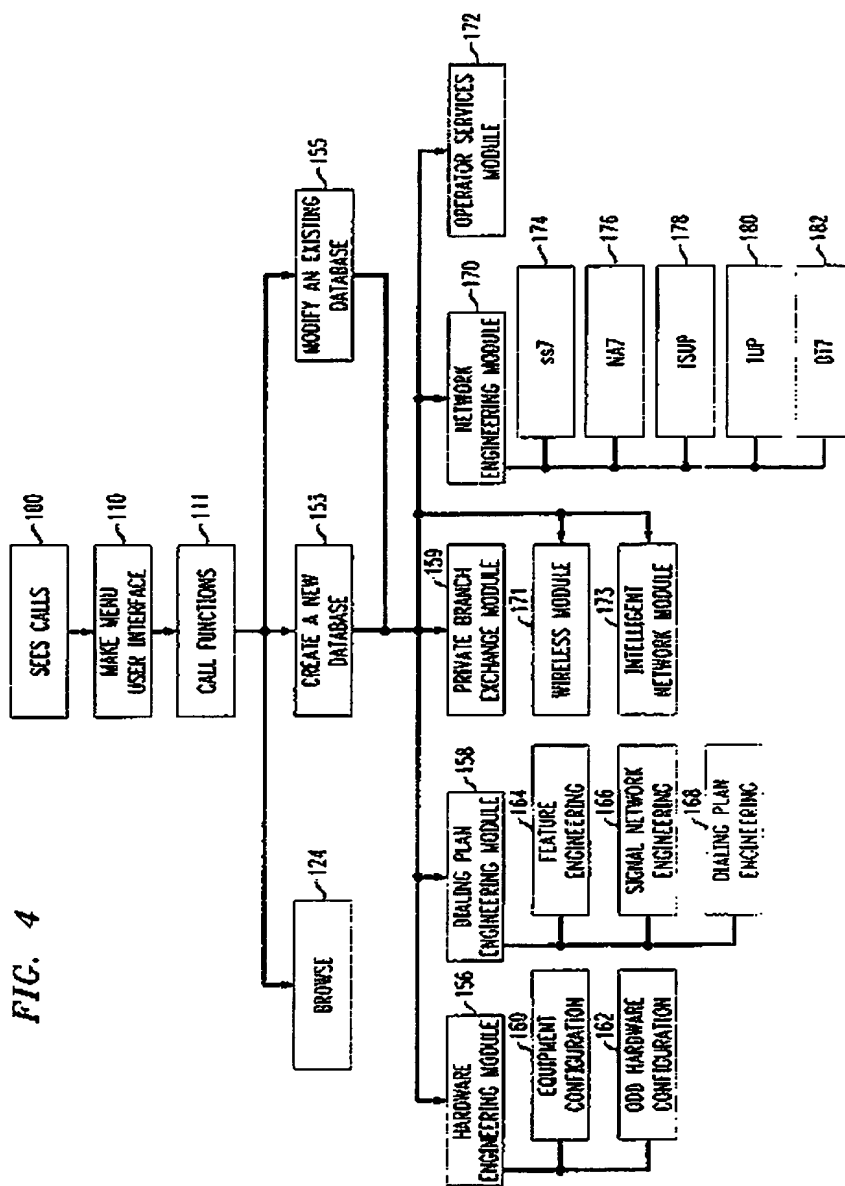 FIG. 4
100
SEES CALLS
110
MAKE MENU
USER INTERFACE
111
CALL FUNCTIONS
124
BROWSE
153
CREATE A NEW
DATABASE
155
MODIFY AN EXISTING
DATABASE
156
HARDWARE
ENGINEERING MODULE
160
EQUIPMENT
CONFIGURATION
162
ODD HARDWARE
CONFIGURATION
158
DIALING PLAN
ENGINEERING MODULE
164
FEATURE
ENGINEERING
166
SIGNAL NETWORK
ENGINEERING
168
DIALING PLAN
ENGINEERING
159
PRIVATE BRANCH
EXCHANGE MODULE
171
WIRELESS MODULE
173
INTELLIGENT
NETWORK MODULE
170
NETWORK
ENGINEERING MODULE
174
ss7
176
NA7
178
ISUP
180
IUP
182
172
OPERATOR SERVICES
MODULE